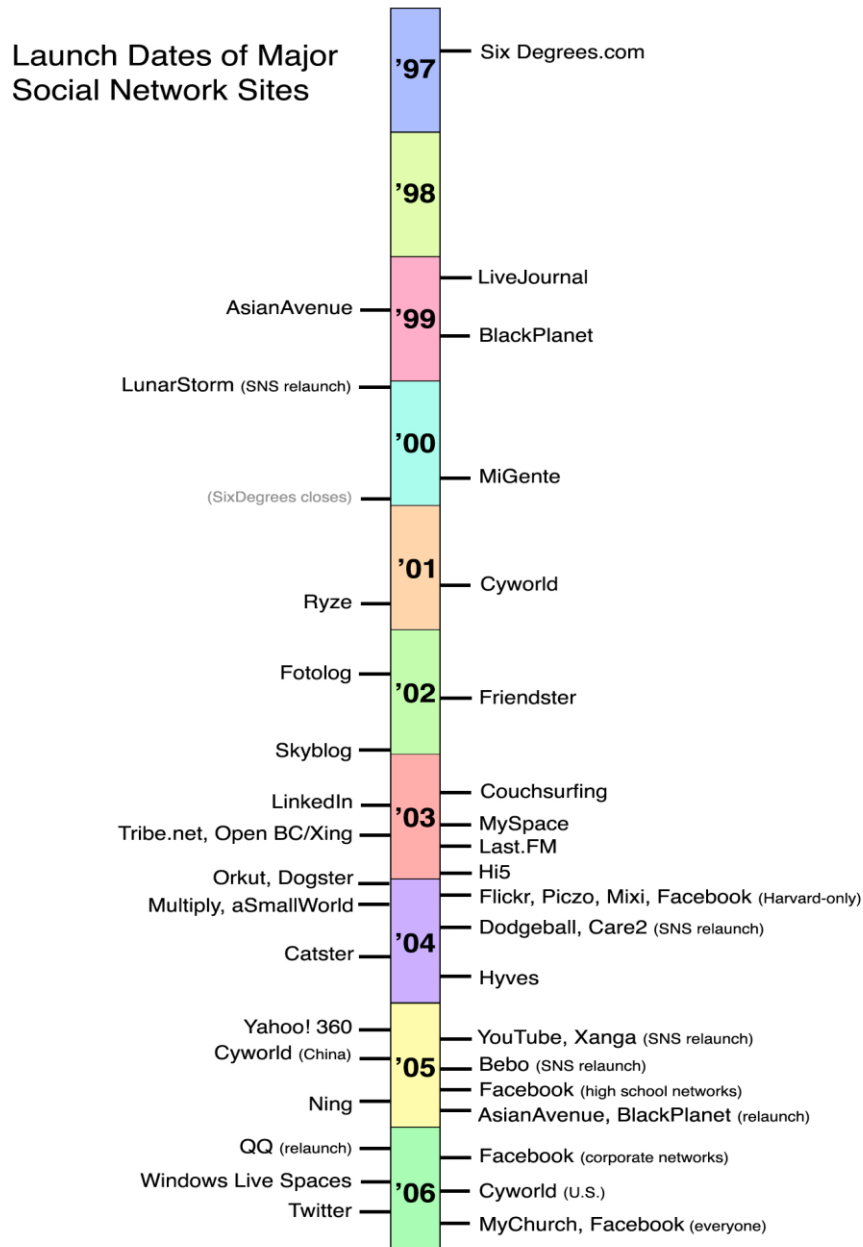 Launch Dates of Major
Social Network Sites
’97
Six Degrees.com
’98
LiveJournal
AsianAvenue
’99
BlackPlanet
LunarStorm (SNS relaunch)
’00
MiGente
(SixDegrees closes)
’01
Cyworld
Ryze
Fotolog
’02
Friendster
Skyblog
Couchsurfing
LinkedIn
’03
MySpace
Tribe.net, Open BC/Xing
Last.FM
Hi5
Orkut, Dogster
Flickr, Piczo, Mixi, Facebook (Harvard-only)
Multiply, aSmallWorld
Dodgeball, Care2 (SNS relaunch)
’04
Catster
Hyves
Yahoo! 360
YouTube, Xanga (SNS relaunch)
Cyworld (China)
’05
Bebo (SNS relaunch)
Facebook (high school networks)
Ning
AsianAvenue, BlackPlanet (relaunch)
QQ (relaunch)
Facebook (corporate networks)
Windows Live Spaces
’06
Cyworld (U.S.)
Twitter
MyChurch, Facebook (everyone)